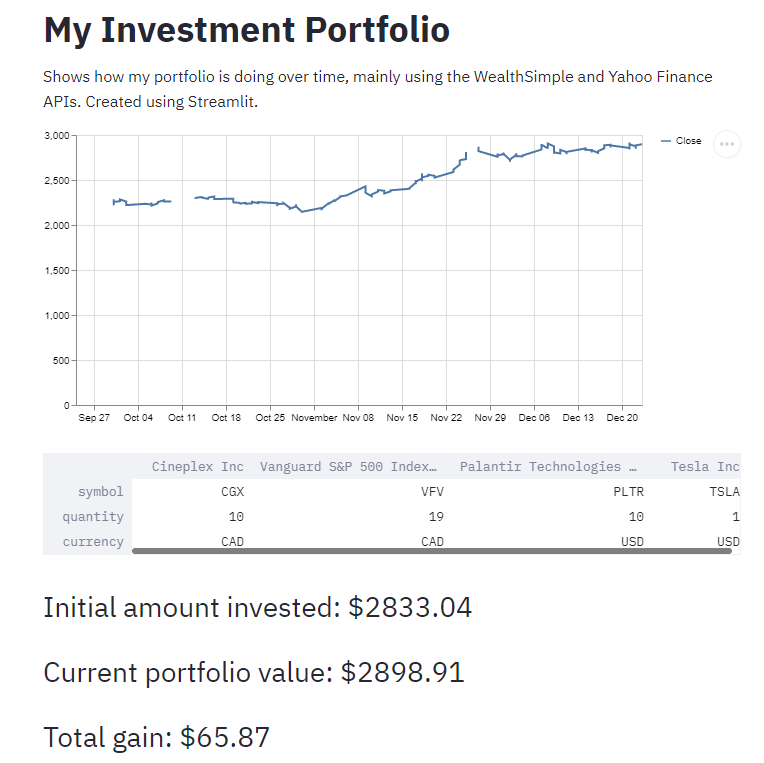 My Investment Portfolio
Shows how my portfolio is doing over time, mainly using the WealthSimple and Yahoo Finance
APIs. Created using Streamlit.
3,000
Close
2,500
2,000
1,500
1,000
500
0
Sep 27 Oct 04 Oct 11 Oct 18 Oct 25 November Nov 08 Nov 15 Nov 22 Nov 29 Dec 06 Dec 13 Dec 20
Cineplex Inc Vanguard S&P 500 Index… Palantir Technologies … Tesla Inc
symbol CGX VFV PLTR TSLA
quantity 10 19 10 1
currency CAD CAD USD USD
Initial amount invested: $2833.04
Current portfolio value: $2898.91
Total gain: $65.87